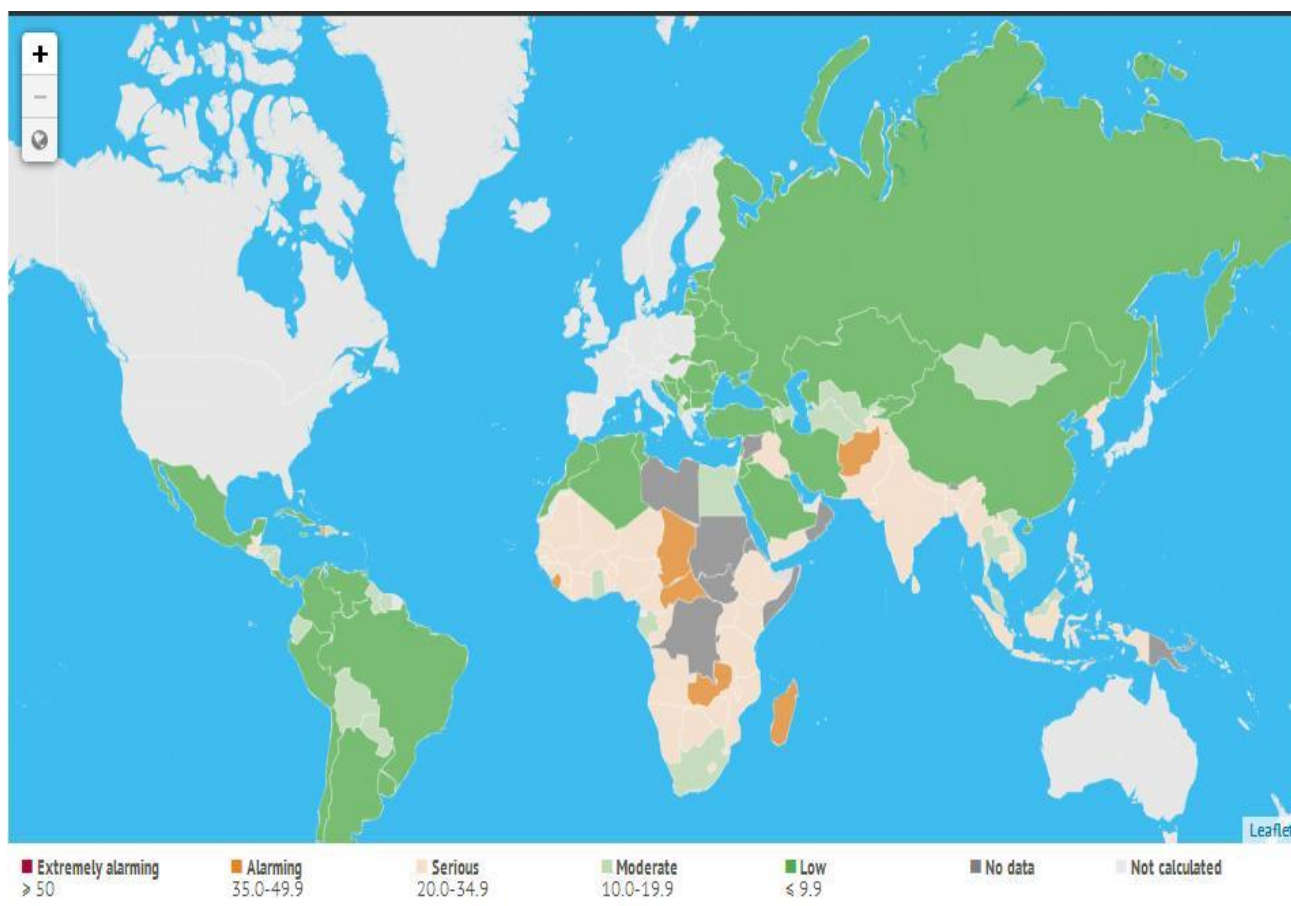 +
−
Leaflet
Extremely alarming
Alarming
Serious
Moderate
Low
No data
Not calculated
⩾ 50
35.0-49.9
20.0-34.9
10.0-19.9
⩽ 9.9